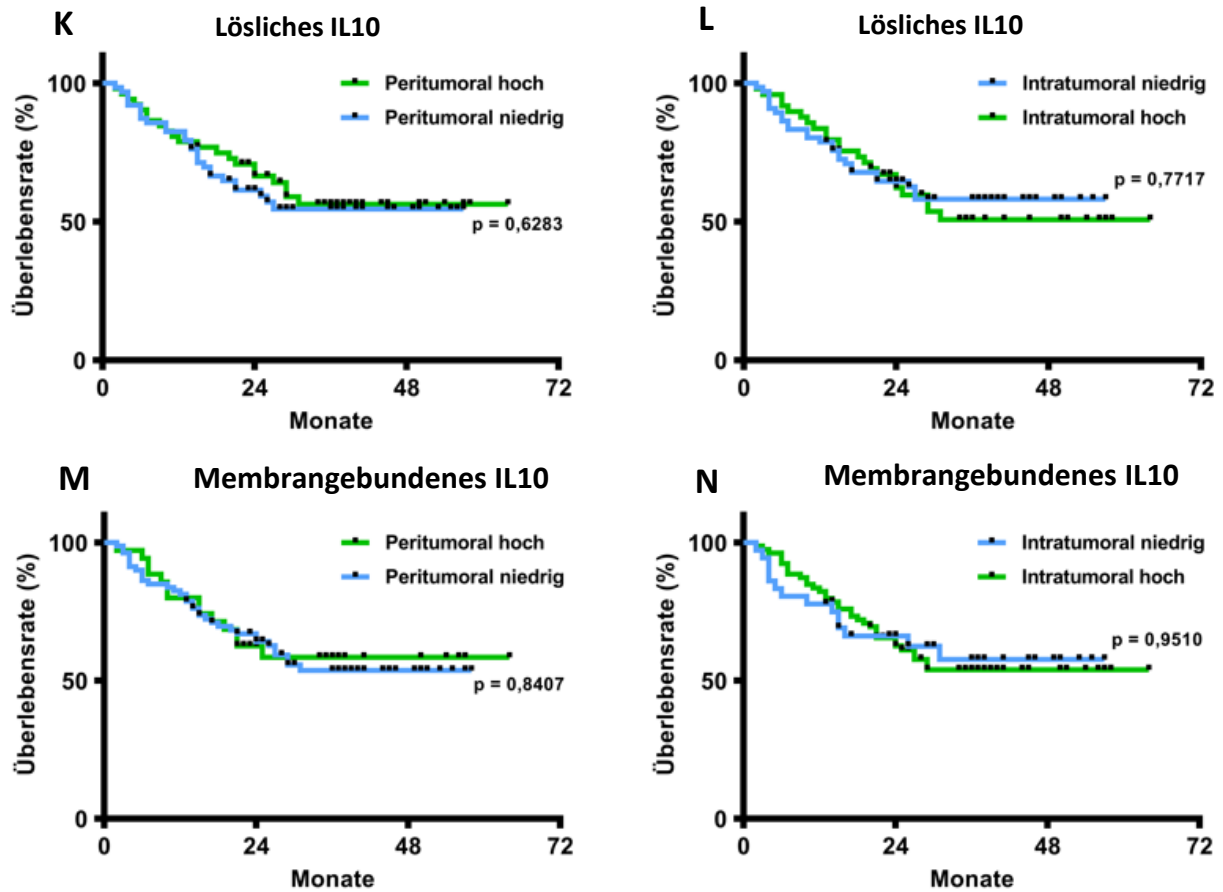 K
Lösliches IL10
Überlebensrate (%)
100
50
0
Peritumoral hoch
Peritumoral niedrig
p = 0,6283
0 24 48 72
Monate
L
Lösliches IL10
Überlebensrate (%)
100
50
0
Intratumoral niedrig
Intratumoral hoch
p = 0,7717
0 24 48 72
Monate
M
Membrangebundenes IL10
Überlebensrate (%)
100
50
0
Peritumoral hoch
Peritumoral niedrig
p = 0,8407
0 24 48 72
Monate
N
Membrangebundenes IL10
Überlebensrate (%)
100
50
0
Intratumoral niedrig
Intratumoral hoch
p = 0,9510
0 24 48 72
Monate